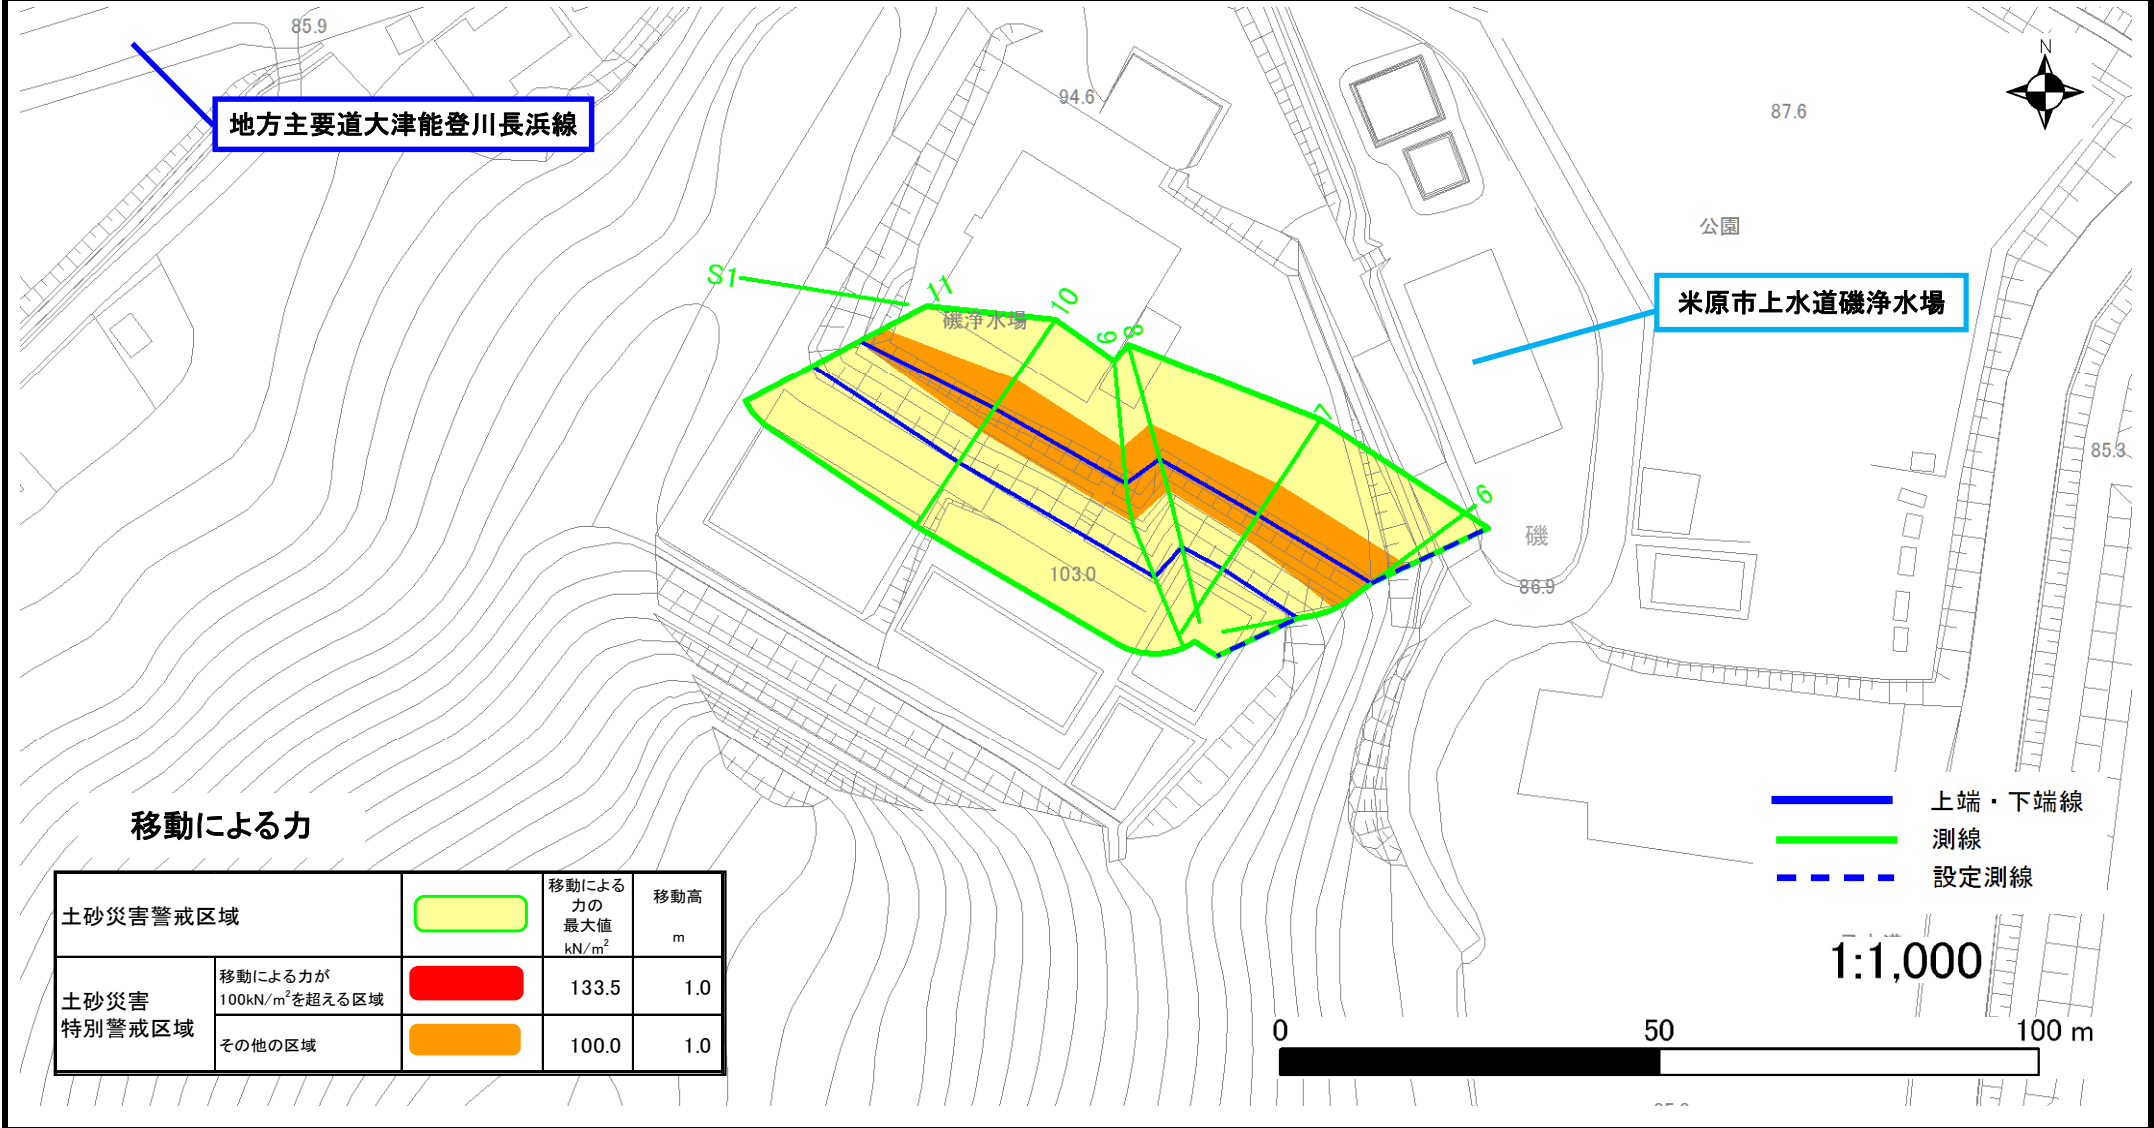 85.9
地方主要道大津能登川長浜線
94.6
N
87.6
公園
米原市上水道磯浄水場
S1
11
10
9
8
7
6
磯浄水場
85.3
磯
86.9
103.0
上端・下端線
測線
設定測線
1:1,000
0 50 100 m
移動による力
土砂災害警戒区域
移動による
力の
最大値
kN/m²
移動高
m
土砂災害
特別警戒区域
移動による力が
100kN/m²を超える区域
133.5 1.0
その他の区域
100.0 1.0